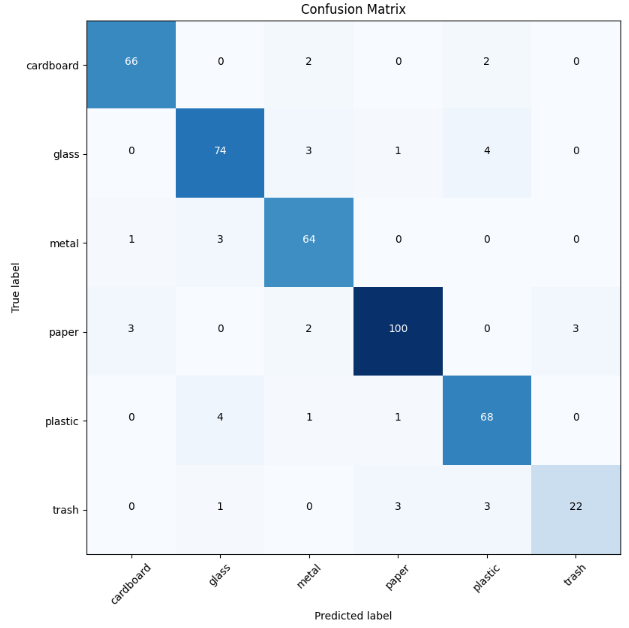 Confusion Matrix
True label
cardboard 66 0 2 0 2 0
glass 0 74 3 1 4 0
metal 1 3 64 0 0 0
paper 3 0 2 100 0 3
plastic 0 4 1 1 68 0
trash 0 1 0 3 3 22
cardboard glass metal paper plastic trash
Predicted label